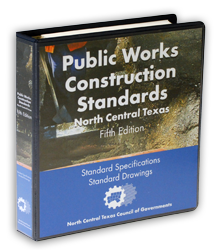 Public Works
Construction
Standards
North Central Texas
Fifth Edition
Standard Specifications
Standard Drawings
North Central Texas Council of Governments